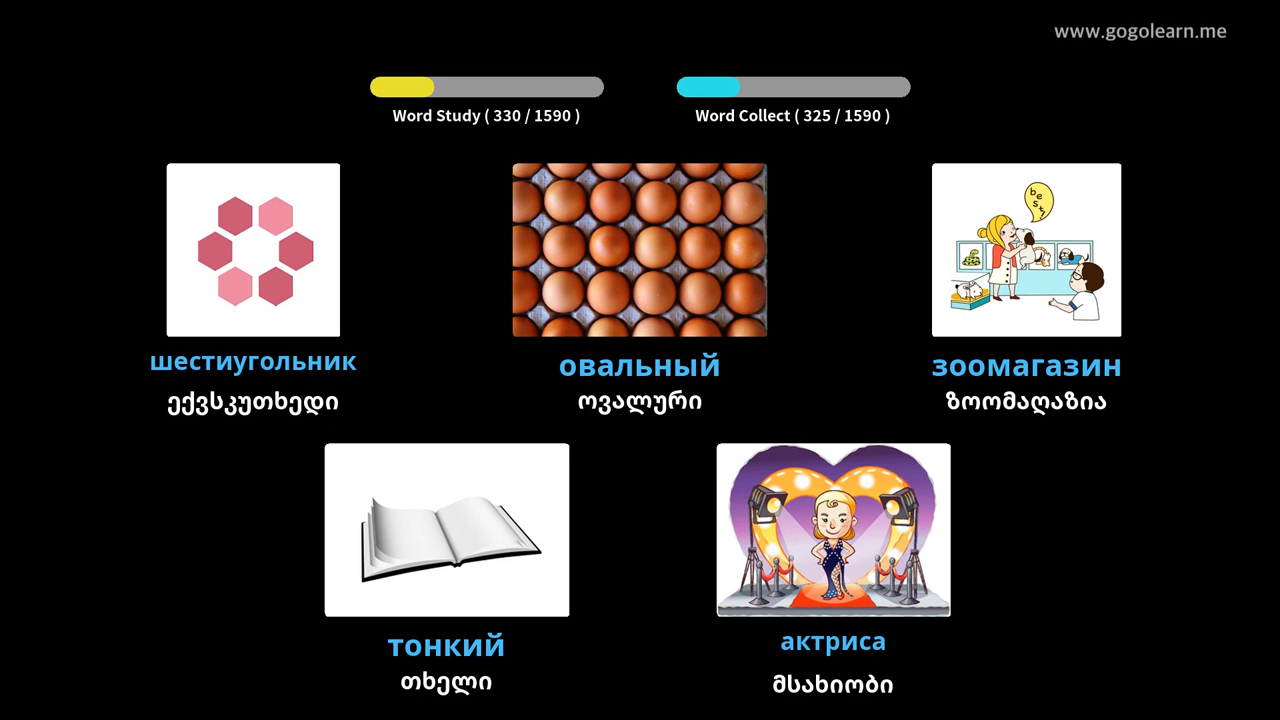 www.gogolearn.me
Word Study ( 330 / 1590 )
Word Collect ( 325 / 1590 )
best
шестиугольник
ექვსკუთხედი
овальный
ოვალური
зоомагазин
ზოომაღაზია
тонкий
თხელი
актриса
მსახიობი